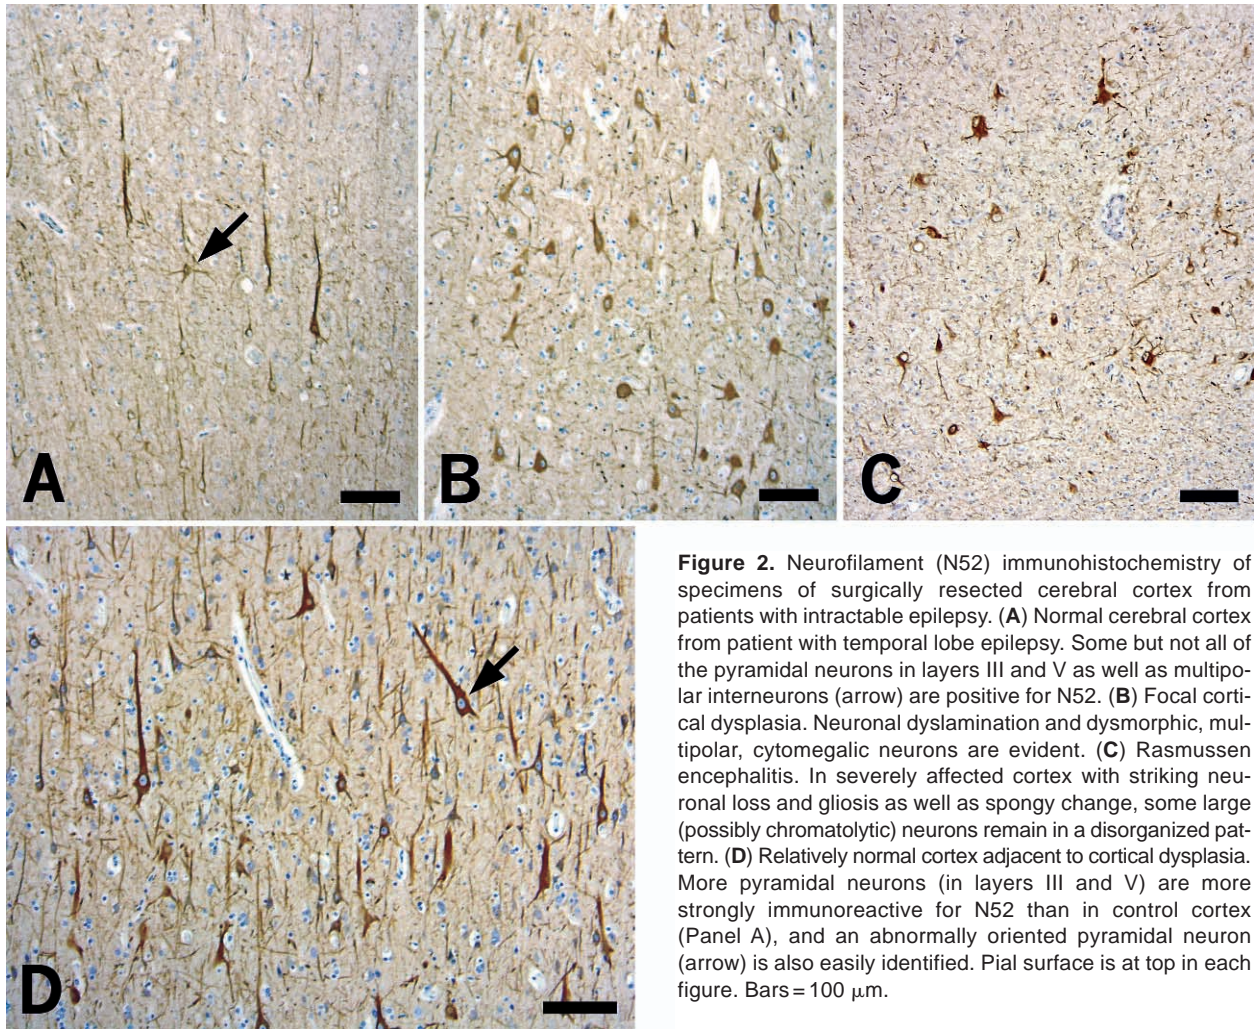 A
B
C
D
Figure 2. Neurofilament (N52) immunohistochemistry of
specimens of surgically resected cerebral cortex from
patients with intractable epilepsy. (A) Normal cerebral cortex
from patient with temporal lobe epilepsy. Some but not all of
the pyramidal neurons in layers III and V as well as multipo-
lar interneurons (arrow) are positive for N52. (B) Focal corti-
cal dysplasia. Neuronal dyslamination and dysmorphic, mul-
tipolar, cytomegalic neurons are evident. (C) Rasmussen
encephalitis. In severely affected cortex with striking neu-
ronal loss and gliosis as well as spongy change, some large
(possibly chromatolytic) neurons remain in a disorganized pat-
tern. (D) Relatively normal cortex adjacent to cortical dysplasia.
More pyramidal neurons (in layers III and V) are more
strongly immunoreactive for N52 than in control cortex
(Panel A), and an abnormally oriented pyramidal neuron
(arrow) is also easily identified. Pial surface is at top in each
figure. Bars = 100 μm.